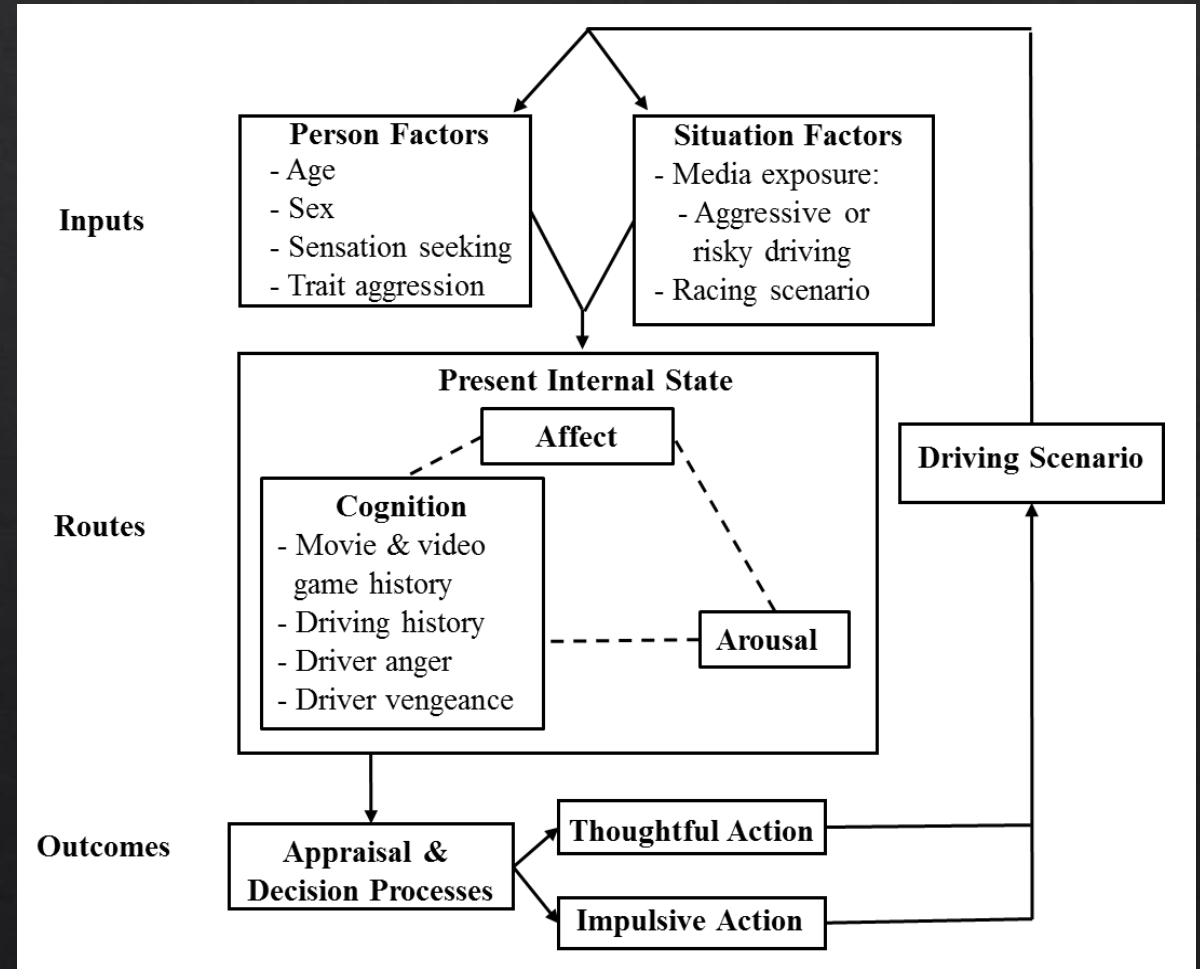 Person Factors
- Age
- Sex
- Sensation seeking
- Trait aggression
Situation Factors
- Media exposure:
- Aggressive or
risky driving
- Racing scenario
Inputs
Present Internal State
Affect
Driving Scenario
Cognition
- Movie & video
game history
- Driving history
- Driver anger
- Driver vengeance
Routes
Arousal
Outcomes
Appraisal &
Decision Processes
Thoughtful Action
Impulsive Action